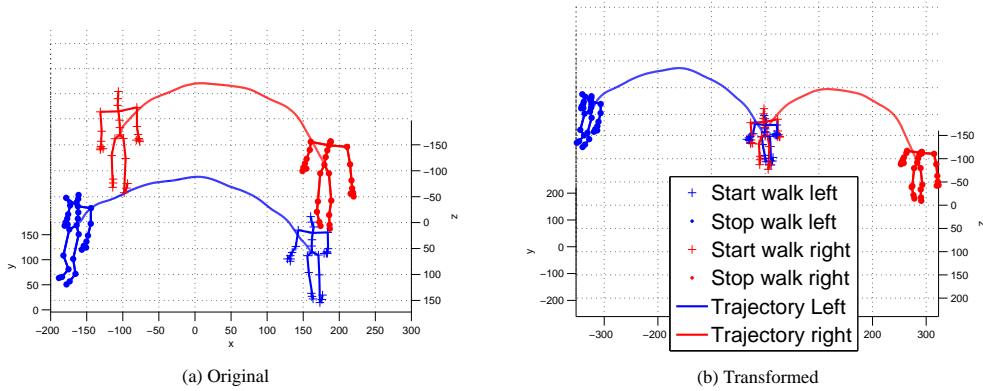 −150
−100
−50
0
50
100
150
z
150
100
50
0
y
−200 −150 −100 −50 0 50 100 150 200 250 300
x
(a) Original
−150
−100
−50
0
50
100
150
200
z
200
100
0
−100
−200
y
−300 −200 −100 200 300
Start walk left
Stop walk left
Start walk right
Stop walk right
Trajectory Left
Trajectory right
(b) Transformed